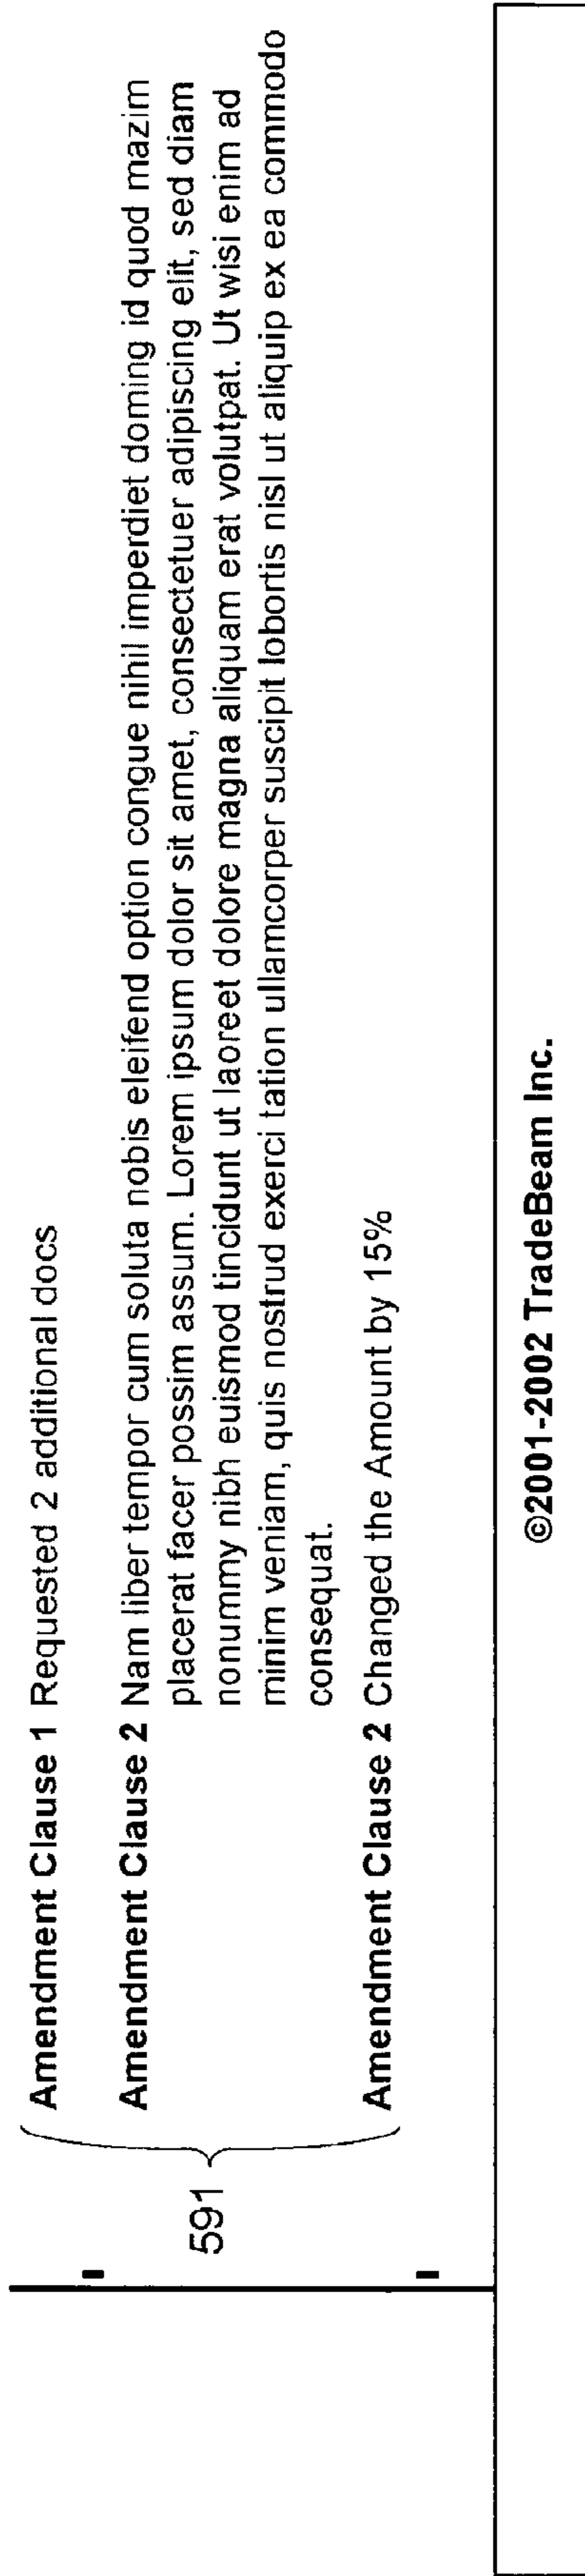 Amendment Clause 1 Requested 2 additional docs
Amendment Clause 2 Nam liber tempor cum soluta nobis eleifend option congue nihil imperdiet doming id quod mazim
placerat facer possim assum. Lorem ipsum dolor sit amet, consectetuer adipiscing elit, sed diam
nonummy nibh euismod tincidunt ut laoreet dolore magna aliquam erat volutpat. Ut wisi enim ad
minim veniam, quis nostrud exerci tation ullamcorper suscipit lobortis nisl ut aliquip ex ea commodo
consequat.
Amendment Clause 2 Changed the Amount by 15%
591
©2001-2002 TradeBeam Inc.